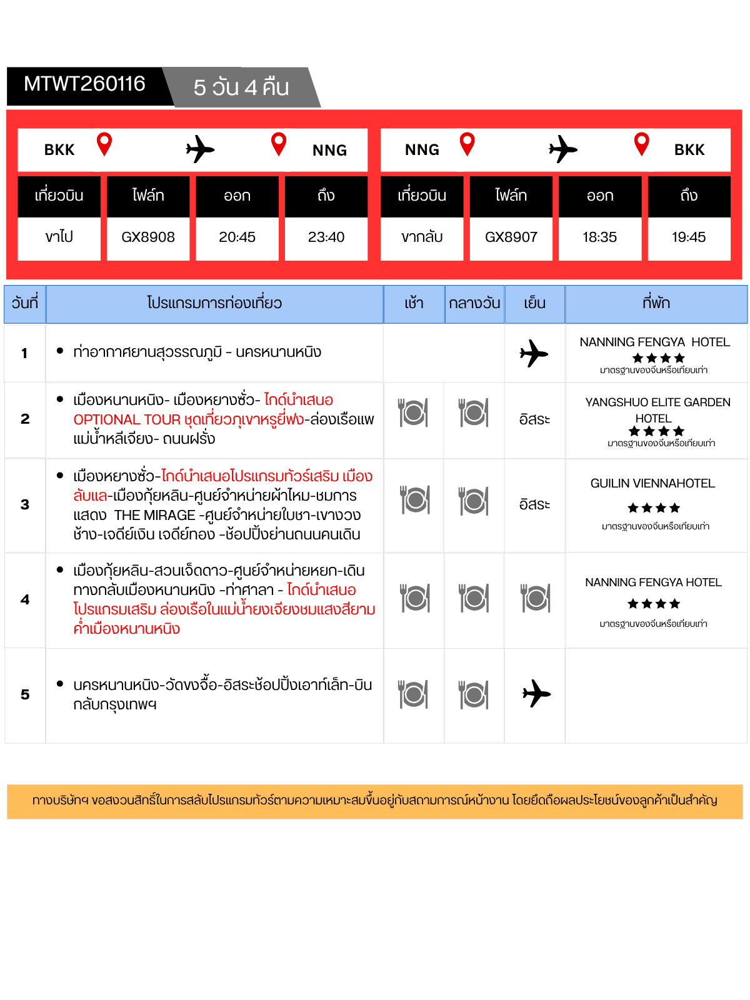 MTWT260116
5 วัน 4 คืน
BKK NNG
NNG BKK
เที่ยวบิน ไฟล์ท ออก ถึง
เที่ยวบิน ไฟล์ท ออก ถึง
ขาไป GX8908 20:45 23:40
ขากลับ GX8907 18:35 19:45
วันที่ โปรแกรมการท่องเที่ยว เช้า กลางวัน เย็น ที่พัก
1
• ท่าอากาศยานสุวรรณภูมิ - นครหนานหนิง
NANNING FENGYA HOTEL
★★★★
มาตรฐานของจีนหรือเทียบเท่า
2
• เมืองหนานหนิง- เมืองหยางซั่ว- ไกด์นำเสนอ
OPTIONAL TOUR ชุดเที่ยวภุเขาหรูยี่ฟง-ล่องเรือแพ
แม่น้ำหลีเจียง- ถนนฝรั่ง
อิสระ
YANGSHUO ELITE GARDEN
HOTEL
★★★★
มาตรฐานของจีนหรือเทียบเท่า
3
• เมืองหยางซั่ว-ไกด์นำเสนอโปรแกรมทัวร์เสริม เมือง
ลับแล-เมืองกุ้ยหลิน-ศูนย์จำหน่ายผ้าไหม-ชมการ
แสดง THE MIRAGE -ศูนย์จำหน่ายใบชา-เขางวง
ช้าง-เจดีย์เงิน เจดีย์ทอง -ช้อปปิ้งย่านถนนคนเดิน
อิสระ
GUILIN VIENNAHOTEL
★★★★
มาตรฐานของจีนหรือเทียบเท่า
4
• เมืองกุ้ยหลิน-สวนเจ็ดดาว-ศูนย์จำหน่ายหยก-เดิน
ทางกลับเมืองหนานหนิง -ท่าศาลา - ไกด์นำเสนอ
โปรแกรมเสริม ล่องเรือในแม่น้ำยงเจียงชมแสงสียาม
ค่ำเมืองหนานหนิง
NANNING FENGYA HOTEL
★★★★
มาตรฐานของจีนหรือเทียบเท่า
5
• นครหนานหนิง-วัดขงจื้อ-อิสระช้อปปิ้งเอาท์เล็ท-บิน
กลับกรุงเทพฯ
ทางบริษัทฯ ขอสงวนสิทธิ์ในการสลับโปรแกรมทัวร์ตามความเหมาะสมขึ้นอยู่กับสถามการณ์หน้างาน โดยยึดถือผลประโยชน์ของลูกค้าเป็นสำคัญ